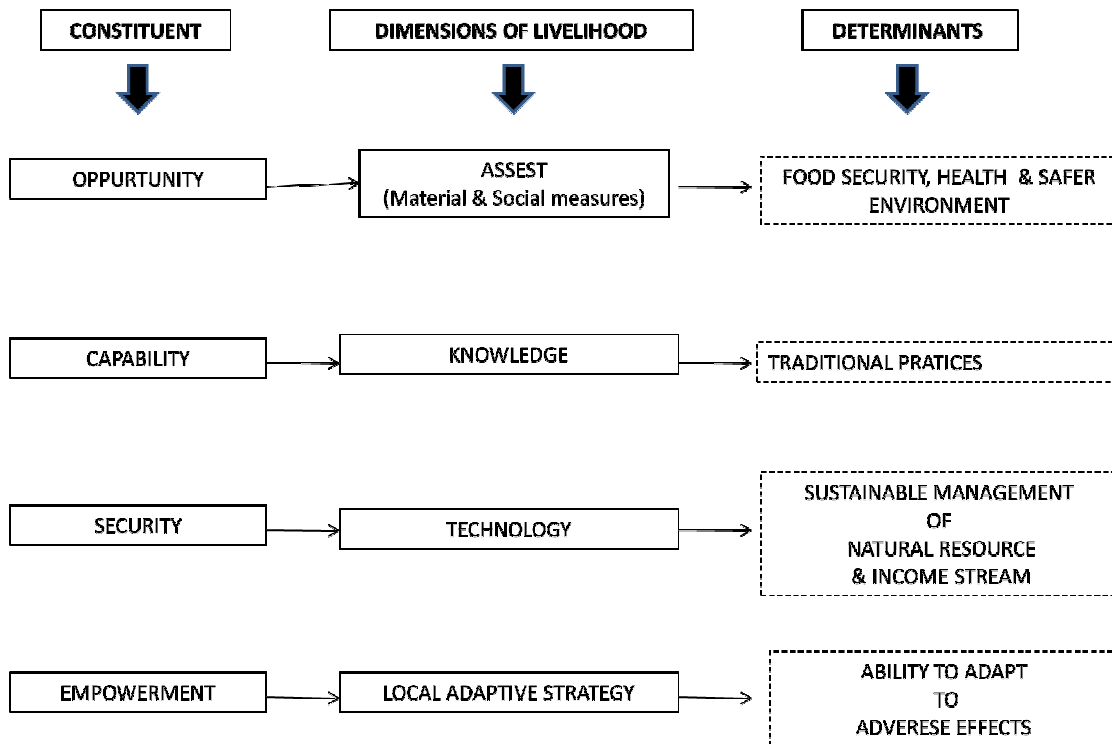 CONSTITUENT
DIMENSIONS OF LIVELIHOOD
DETERMINANTS
OPPURTUNITY
ASSEST
(Material & Social measures)
FOOD SECURITY, HEALTH & SAFER
ENVIRONMENT
CAPABILITY
KNOWLEDGE
TRADITIONAL PRATICES
SECURITY
TECHNOLOGY
SUSTAINABLE MANAGEMENT
OF
NATURAL RESOURCE
& INCOME STREAM
EMPOWERMENT
LOCAL ADAPTIVE STRATEGY
ABILITY TO ADAPT
TO
ADVERESE EFFECTS